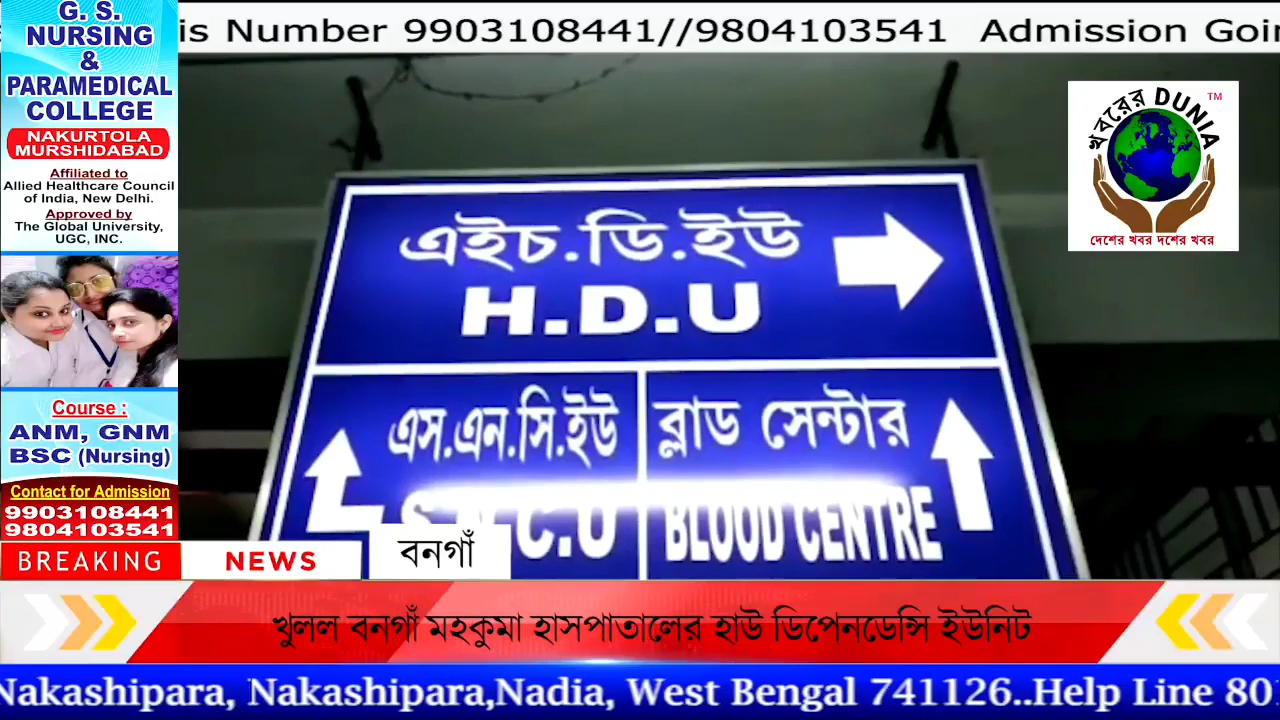 G. S.
NURSING
&
PARAMEDICAL
COLLEGE
NAKURTOLA
MURSHIDABAD
Affiliated to
Allied Healthcare Council
of India, New Delhi.
Approved by
The Global University,
UGC, INC.
Course :
ANM, GNM
BSC (Nursing)
Contact for Admission
9903108441
9804103541
is Number 9903108441//9804103541 Admission Goin
খবরের DUNIA TM
দেশের খবর দশের খবর
এইচ.ডি.ইউ
H.D.U
এস.এন.সি.ইউ
S.N.C.U
ব্লাড সেন্টার
BLOOD CENTRE
BREAKING NEWS
বনগাঁ
খুলল বনগাঁ মহকুমা হাসপাতালের হাউ ডিপেনডেন্সি ইউনিট
Nakashipara, Nakashipara,Nadia, West Bengal 741126..Help Line 801